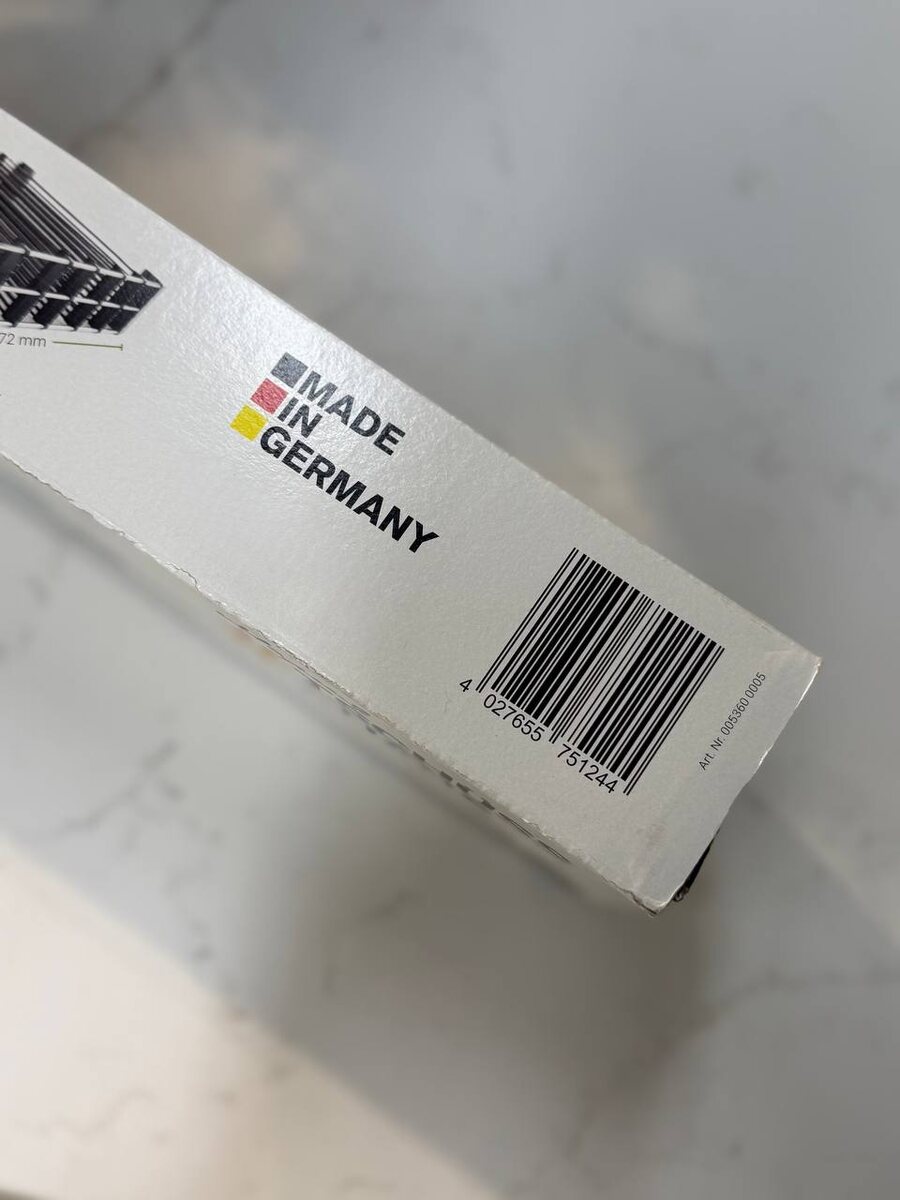 72 mm
MADE
IN
GERMANY
4 027655 751244
Art. Nr. 005360 0005